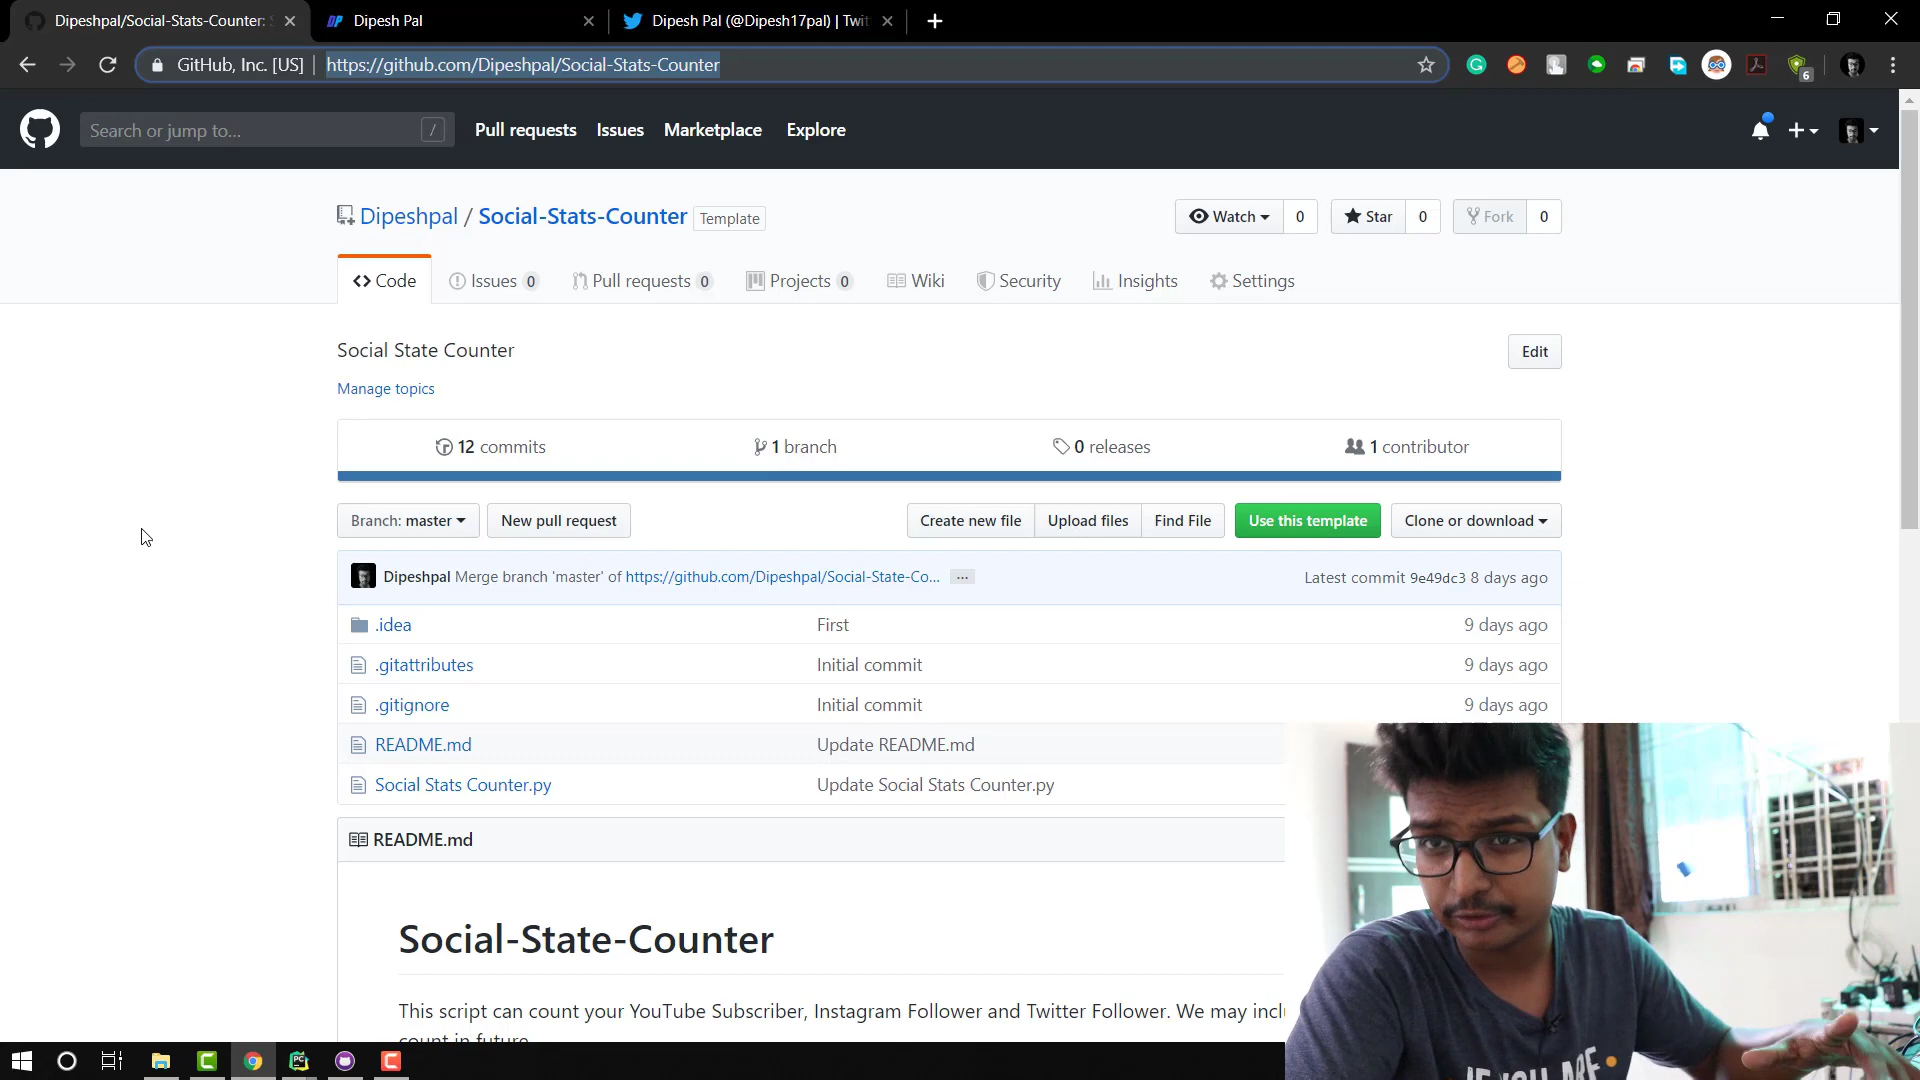 Dipeshpal/Social-Stats-Counter:
Dipesh Pal
Dipesh Pal (@Dipesh17pal) | Twit
GitHub, Inc. [US] | https://github.com/Dipeshpal/Social-Stats-Counter
6
Search or jump to...
/
Pull requests
Issues
Marketplace
Explore
Dipeshpal / Social-Stats-Counter
Template
Watch
0
Star
0
Fork
0
Code
Issues 0
Pull requests 0
Projects 0
Wiki
Security
Insights
Settings
Social State Counter
Edit
Manage topics
12 commits
1 branch
0 releases
1 contributor
Branch: master
New pull request
Create new file
Upload files
Find File
Use this template
Clone or download
Dipeshpal Merge branch 'master' of https://github.com/Dipeshpal/Social-State-Co... ...
Latest commit 9e49dc3 8 days ago
.idea
First
9 days ago
.gitattributes
Initial commit
9 days ago
.gitignore
Initial commit
9 days ago
README.md
Update README.md
Social Stats Counter.py
Update Social Stats Counter.py
README.md
Social-State-Counter
This script can count your YouTube Subscriber, Instagram Follower and Twitter Follower. We may incl
count in future
PC
IF YOU ARE